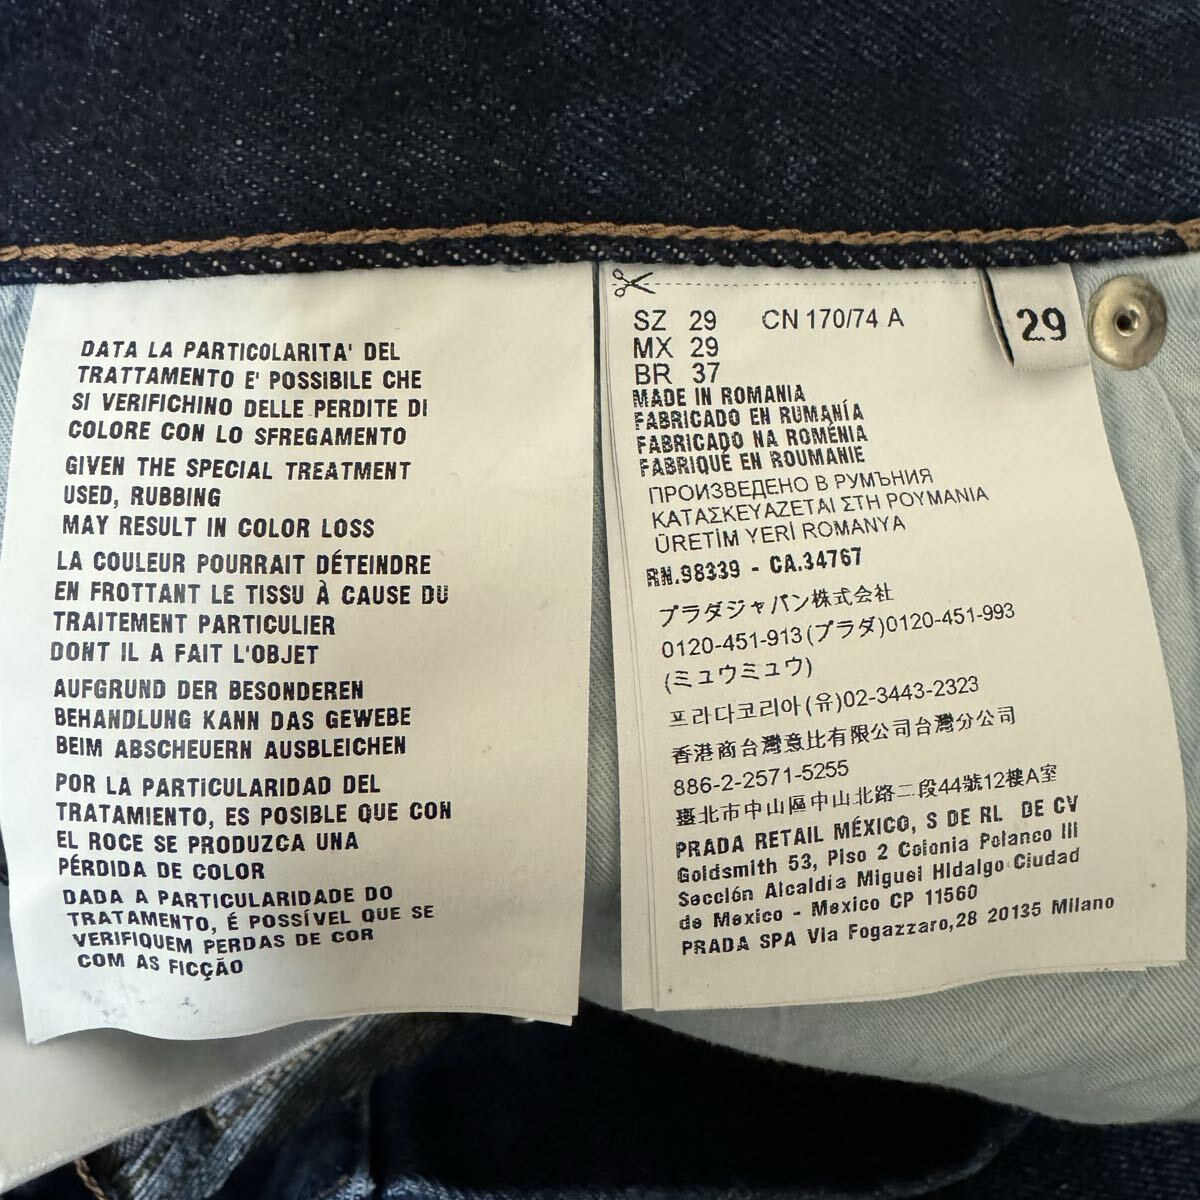 DATA LA PARTICOLARITA' DEL
TRATTAMENTO E' POSSIBILE CHE
SI VERIFICHINO DELLE PERDITE DI
COLORE CON LO SFREGAMENTO
GIVEN THE SPECIAL TREATMENT
USED, RUBBING
MAY RESULT IN COLOR LOSS
LA COULEUR POURRAIT DÉTEINDRE
EN FROTTANT LE TISSU À CAUSE DU
TRAITEMENT PARTICULIER
DONT IL A FAIT L'OBJET
AUFGRUND DER BESONDEREN
BEHANDLUNG KANN DAS GEWEBE
BEIM ABSCHEUERN AUSBLEICHEN
POR LA PARTICULARIDAD DEL
TRATAMIENTO, ES POSIBLE QUE CON
EL ROCE SE PRODUZCA UNA
PÉRDIDA DE COLOR
DADA A PARTICULARIDADE DO
TRATAMENTO, É POSSÍVEL QUE SE
VERIFIQUEM PERDAS DE COR
COM AS FICÇÃO
SZ 29 CN 170/74 A
MX 29
BR 37
29
MADE IN ROMANIA
FABRICADO EN RUMANÍA
FABRICADO NA ROMÉNIA
FABRIQUÉ EN ROUMANIE
ПРОИЗВЕДЕНО В РУМЪНИЯ
ΚΑΤΑΣΚΕΥΑΖΕΤΑΙ ΣΤΗ ΡΟΥΜΑΝΙΑ
ÜRETİM YERİ ROMANYA
RN.98339 - CA.34767
プラダジャパン株式会社
0120-451-913(プラダ)0120-451-993
(ミュウミュウ)
프라다코리아(유)02-3443-2323
香港商台灣意比有限公司台灣分公司
886-2-2571-5255
臺北市中山區中山北路二段44號12樓A室
PRADA RETAIL MÉXICO, S DE RL DE CV
Goldsmith 53, Piso 2 Colonia Polanco III
Sección Alcaldía Miguel Hidalgo Ciudad
de Mexico - Mexico CP 11560
PRADA SPA Via Fogazzaro,28 20135 Milano